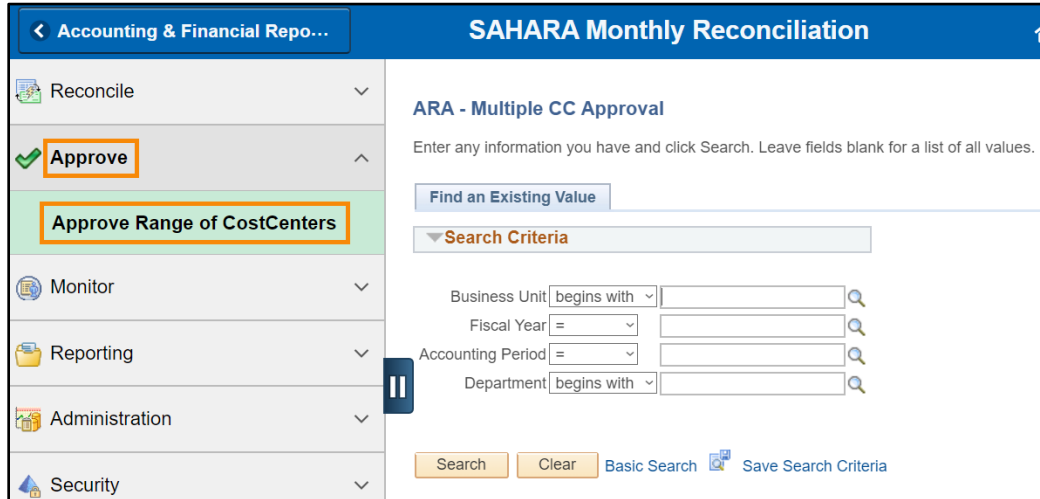 Accounting & Financial Repo...
SAHARA Monthly Reconciliation
Reconcile
Approve
Approve Range of CostCenters
Monitor
Reporting
Administration
Security
ARA - Multiple CC Approval
Enter any information you have and click Search. Leave fields blank for a list of all values.
Find an Existing Value
Search Criteria
Business Unit begins with
Fiscal Year =
Accounting Period =
Department begins with
Search Clear Basic Search Save Search Criteria